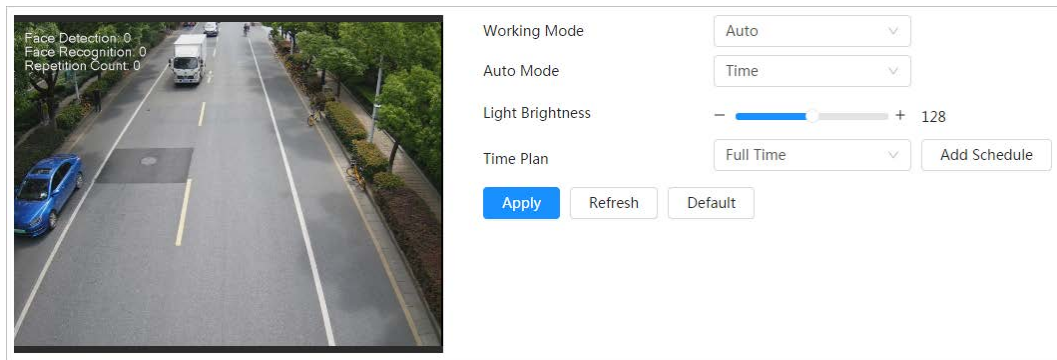 Face Detection: 0
Face Recognition: 0
Repetition Count: 0
Working Mode Auto
Auto Mode Time
Light Brightness − + 128
Time Plan Full Time Add Schedule
Apply Refresh Default